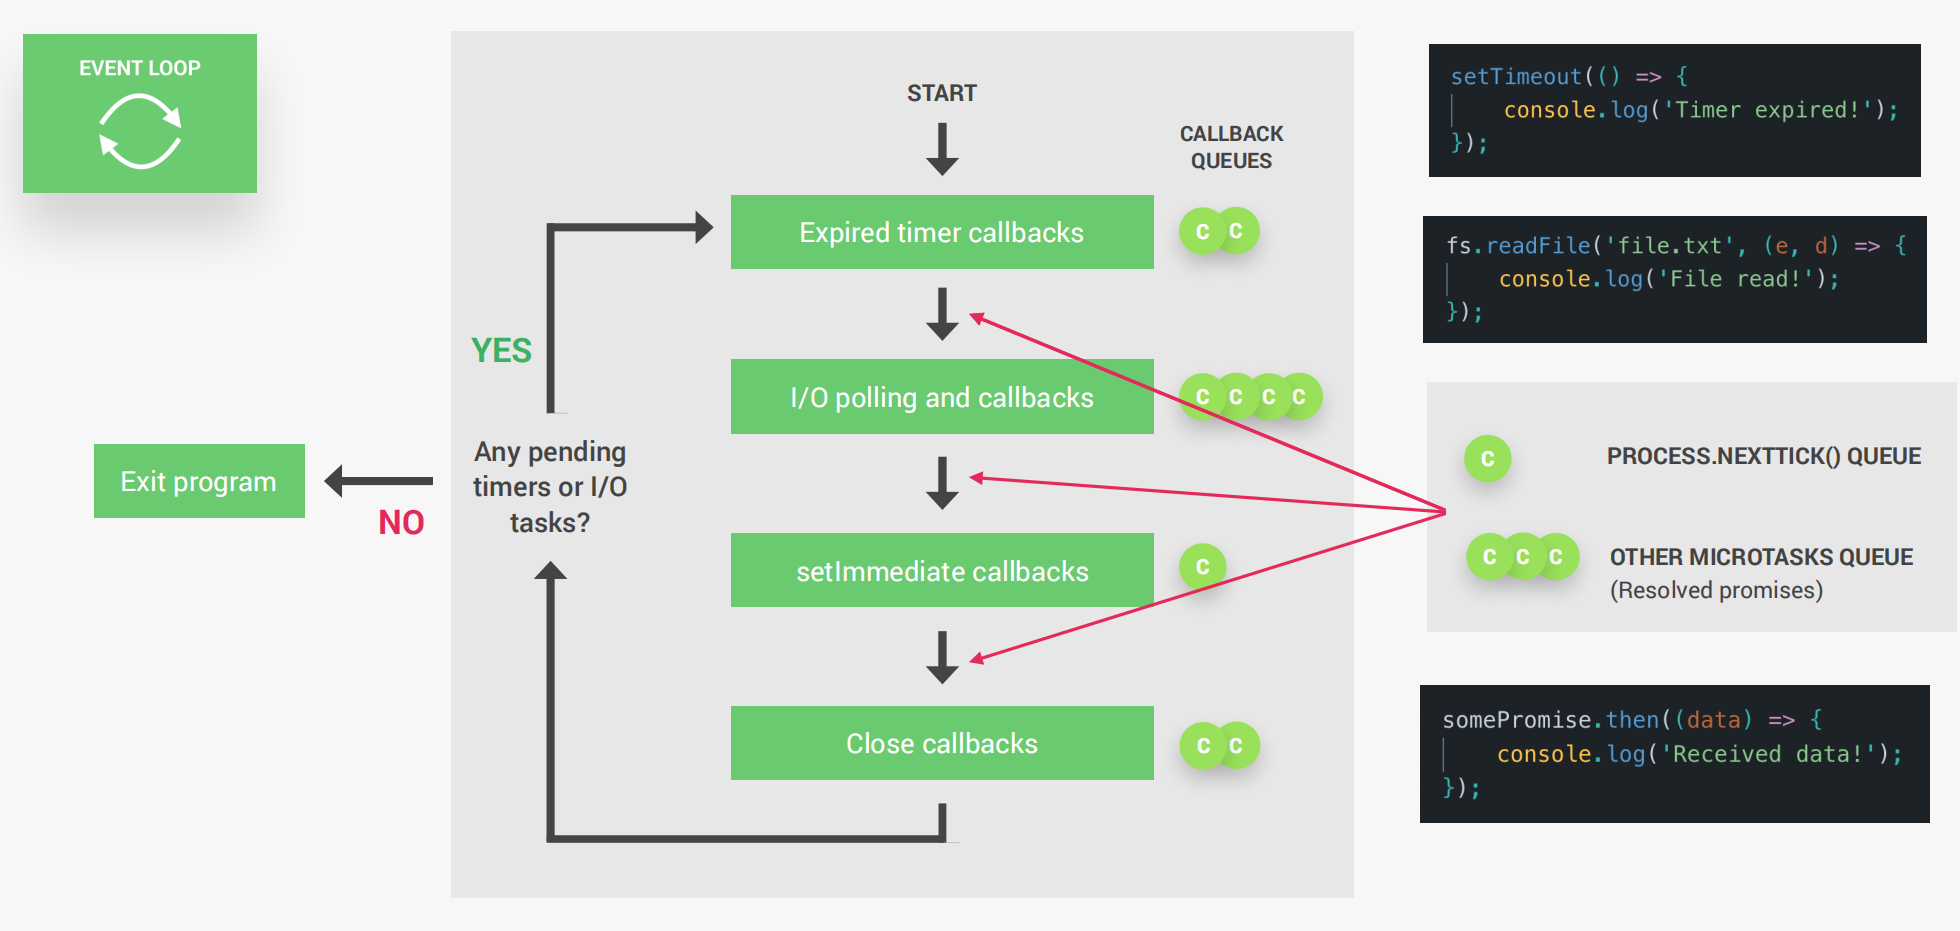 EVENT LOOP
START
CALLBACK
QUEUES
Expired timer callbacks
C C
YES
I/O polling and callbacks
C C C C
Any pending
timers or I/O
tasks?
Exit program
NO
setImmediate callbacks
C
Close callbacks
C C
setTimeout(() => {
    console.log('Timer expired!');
});
fs.readFile('file.txt', (e, d) => {
    console.log('File read!');
});
C
PROCESS.NEXTTICK() QUEUE
C C C
OTHER MICROTASKS QUEUE
(Resolved promises)
somePromise.then((data) => {
    console.log('Received data!');
});